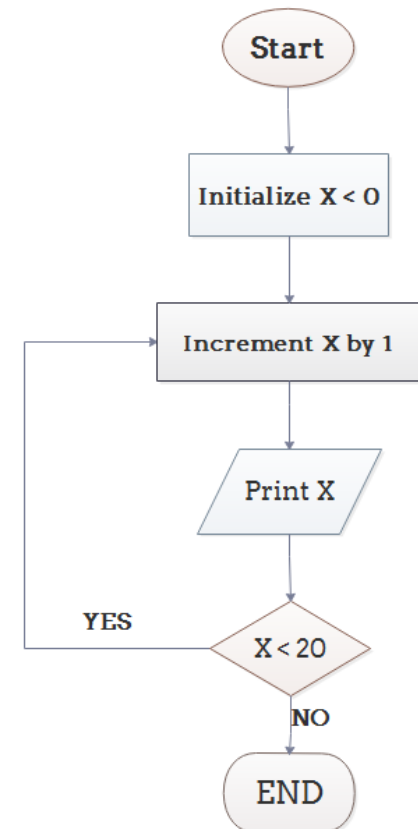 Start
Initialize X < 0
Increment X by 1
Print X
YES
X < 20
NO
END